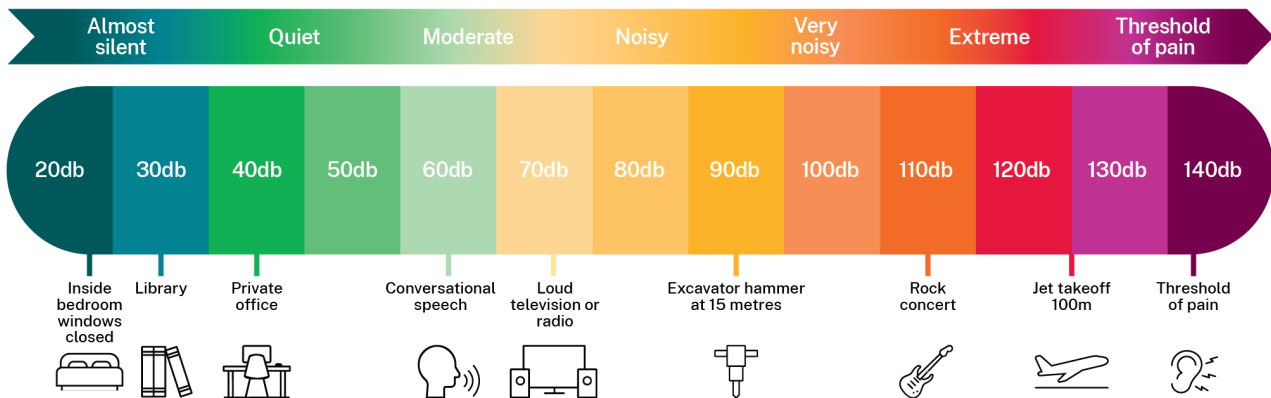 Almost
silent
Quiet
Moderate
Noisy
Very
noisy
Extreme
Threshold
of pain
20db
30db
40db
50db
60db
70db
80db
90db
100db
110db
120db
130db
140db
Inside
bedroom
windows
closed
Library
Private
office
Conversational
speech
Loud
television or
radio
Excavator hammer
at 15 metres
Rock
concert
Jet takeoff
100m
Threshold
of pain